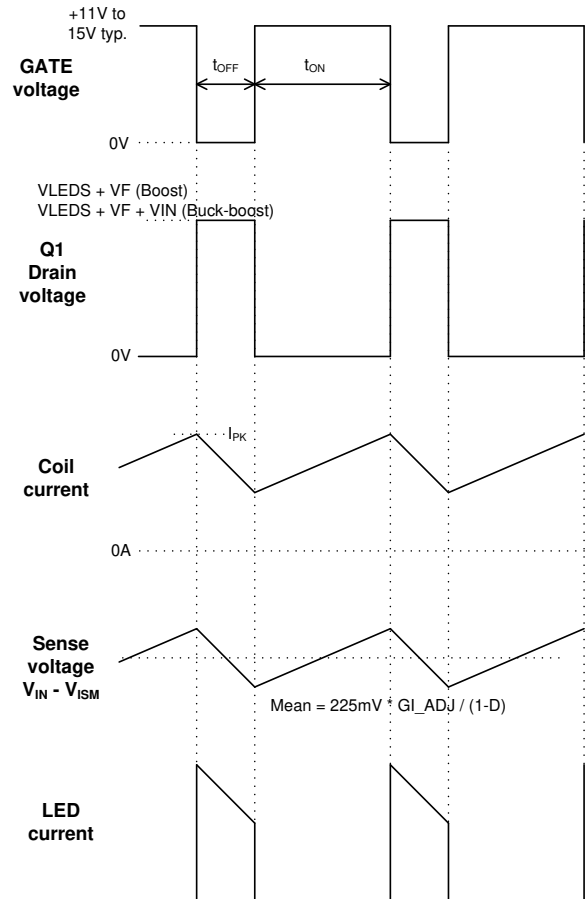 +11V to
15V typ.
GATE
voltage
tOFF
tON
0V
VLEDS + VF (Boost)
VLEDS + VF + VIN (Buck-boost)
Q1
Drain
voltage
0V
IPK
Coil
current
0A
Sense
voltage
VIN - VISM
Mean = 225mV * GI_ADJ / (1-D)
LED
current